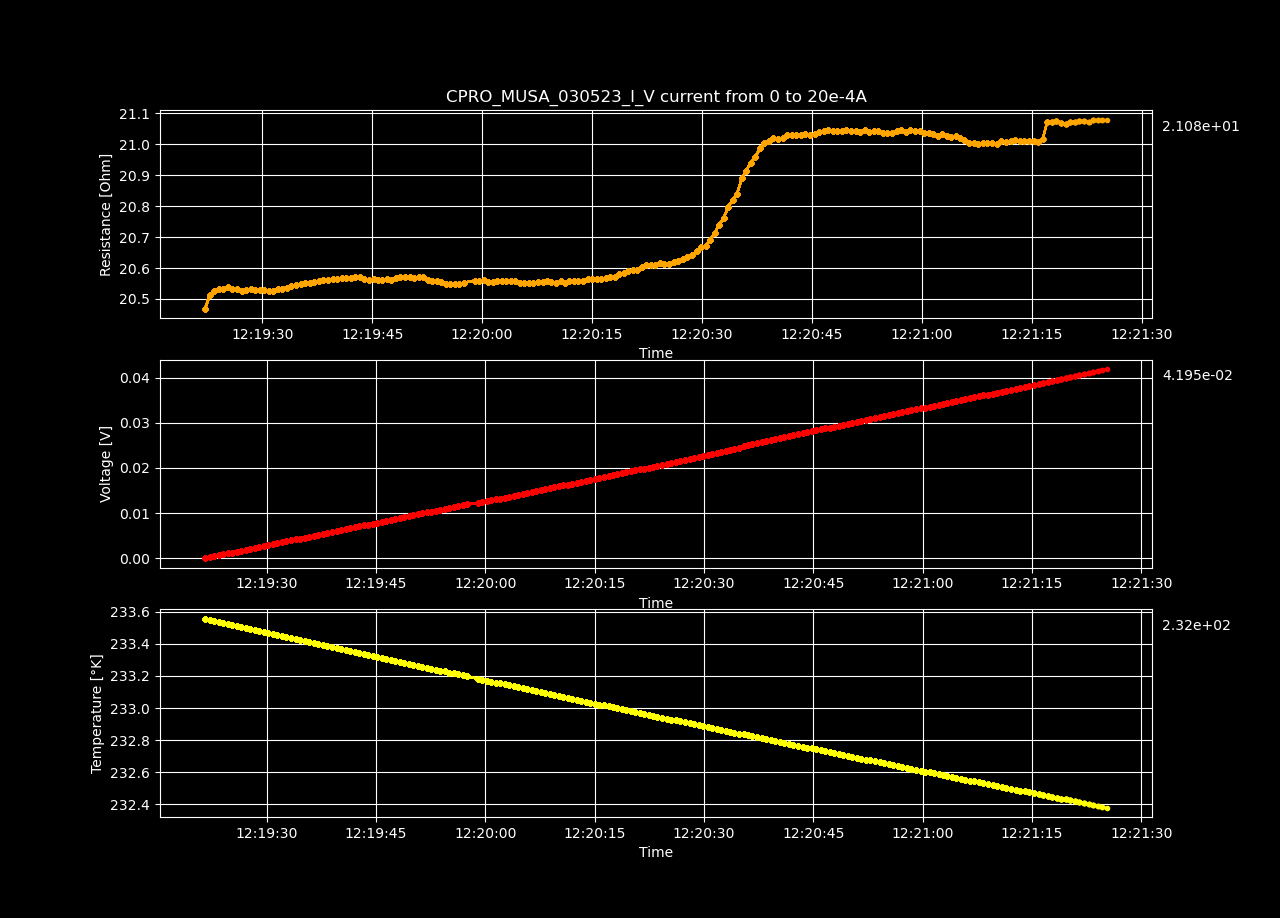 CPRO_MUSA_030523_I_V current from 0 to 20e-4A
21.1
21.0
20.9
20.8
20.7
20.6
20.5
Resistance [Ohm]
2.108e+01
12:19:30 12:19:45 12:20:00 12:20:15 12:20:30 12:20:45 12:21:00 12:21:15 12:21:30
Time
0.04
0.03
0.02
0.01
0.00
Voltage [V]
4.195e-02
12:19:30 12:19:45 12:20:00 12:20:15 12:20:30 12:20:45 12:21:00 12:21:15 12:21:30
Time
233.6
233.4
233.2
233.0
232.8
232.6
232.4
Temperature [°K]
2.32e+02
12:19:30 12:19:45 12:20:00 12:20:15 12:20:30 12:20:45 12:21:00 12:21:15 12:21:30
Time